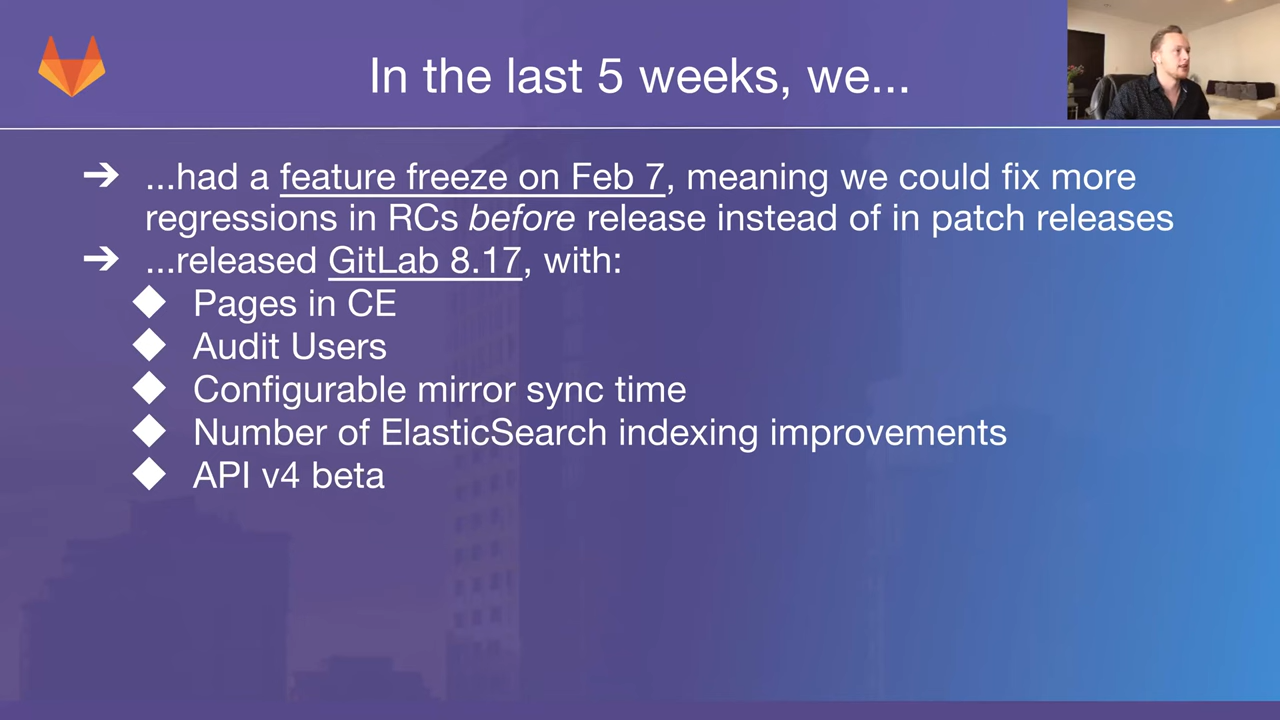 In the last 5 weeks, we...
➔ ...had a feature freeze on Feb 7, meaning we could fix more
regressions in RCs before release instead of in patch releases
➔ ...released GitLab 8.17, with:
◆ Pages in CE
◆ Audit Users
◆ Configurable mirror sync time
◆ Number of ElasticSearch indexing improvements
◆ API v4 beta